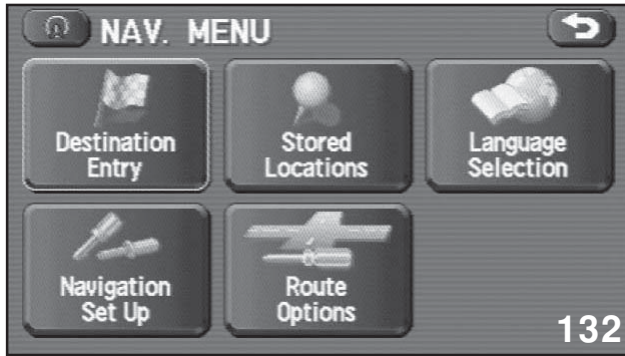 NAV. MENU
Destination
Entry
Stored
Locations
Language
Selection
Navigation
Set Up
Route
Options
132